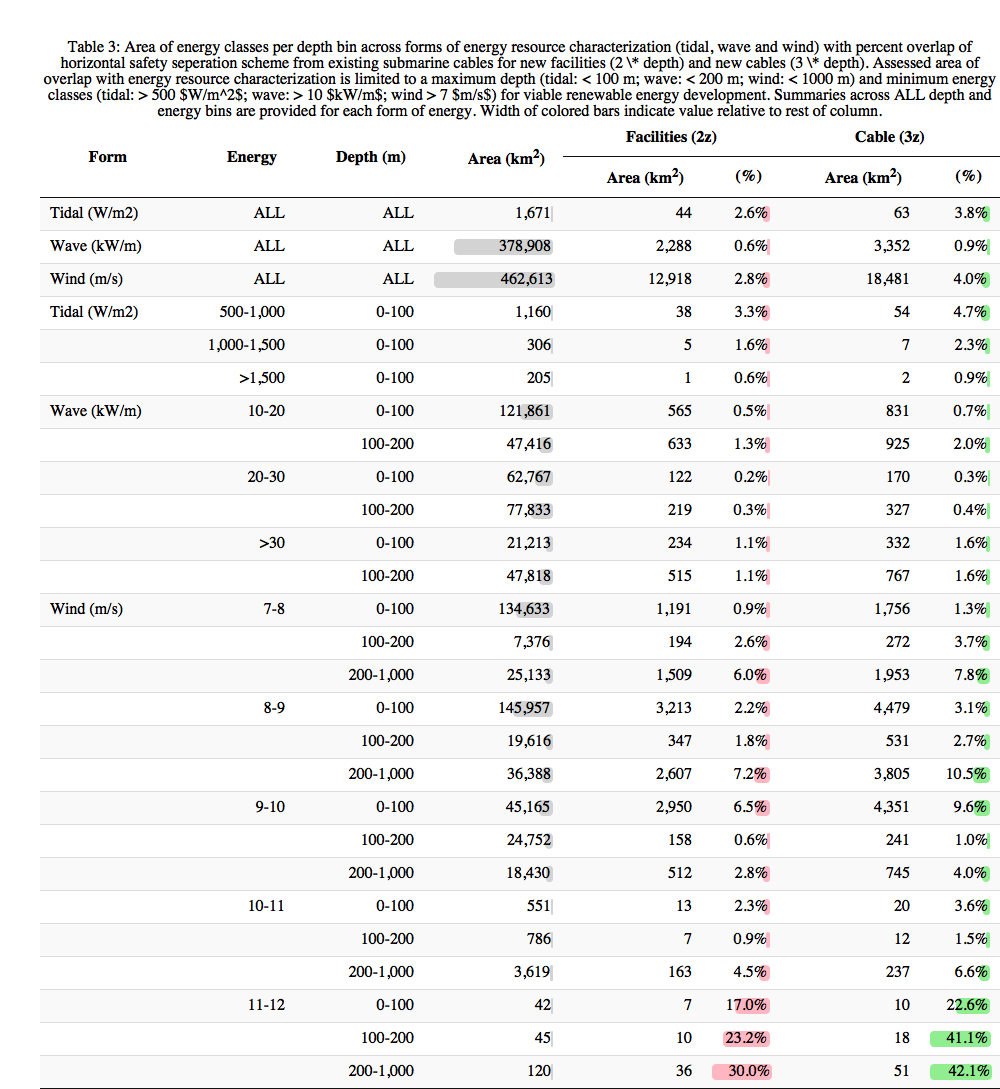 Table 3: Area of energy classes per depth bin across forms of energy resource characterization (tidal, wave and wind) with percent overlap of
horizontal safety seperation scheme from existing submarine cables for new facilities (2 \* depth) and new cables (3 \* depth). Assessed area of
overlap with energy resource characterization is limited to a maximum depth (tidal: < 100 m; wave: < 200 m; wind: < 1000 m) and minimum energy
classes (tidal: > 500 $W/m^2$; wave: > 10 $kW/m$; wind > 7 $m/s$) for viable renewable energy development. Summaries across ALL depth and
energy bins are provided for each form of energy. Width of colored bars indicate value relative to rest of column.
Facilities (2z) Cable (3z)
Form Energy Depth (m) Area (km²)
Area (km²) (%) Area (km²) (%)
Tidal (W/m2) ALL ALL 1,671 44 2.6% 63 3.8%
Wave (kW/m) ALL ALL 378,908 2,288 0.6% 3,352 0.9%
Wind (m/s) ALL ALL 462,613 12,918 2.8% 18,481 4.0%
Tidal (W/m2) 500-1,000 0-100 1,160 38 3.3% 54 4.7%
1,000-1,500 0-100 306 5 1.6% 7 2.3%
>1,500 0-100 205 1 0.6% 2 0.9%
Wave (kW/m) 10-20 0-100 121,861 565 0.5% 831 0.7%
100-200 47,416 633 1.3% 925 2.0%
20-30 0-100 62,767 122 0.2% 170 0.3%
100-200 77,833 219 0.3% 327 0.4%
>30 0-100 21,213 234 1.1% 332 1.6%
100-200 47,818 515 1.1% 767 1.6%
Wind (m/s) 7-8 0-100 134,633 1,191 0.9% 1,756 1.3%
100-200 7,376 194 2.6% 272 3.7%
200-1,000 25,133 1,509 6.0% 1,953 7.8%
8-9 0-100 145,957 3,213 2.2% 4,479 3.1%
100-200 19,616 347 1.8% 531 2.7%
200-1,000 36,388 2,607 7.2% 3,805 10.5%
9-10 0-100 45,165 2,950 6.5% 4,351 9.6%
100-200 24,752 158 0.6% 241 1.0%
200-1,000 18,430 512 2.8% 745 4.0%
10-11 0-100 551 13 2.3% 20 3.6%
100-200 786 7 0.9% 12 1.5%
200-1,000 3,619 163 4.5% 237 6.6%
11-12 0-100 42 7 17.0% 10 22.6%
100-200 45 10 23.2% 18 41.1%
200-1,000 120 36 30.0% 51 42.1%